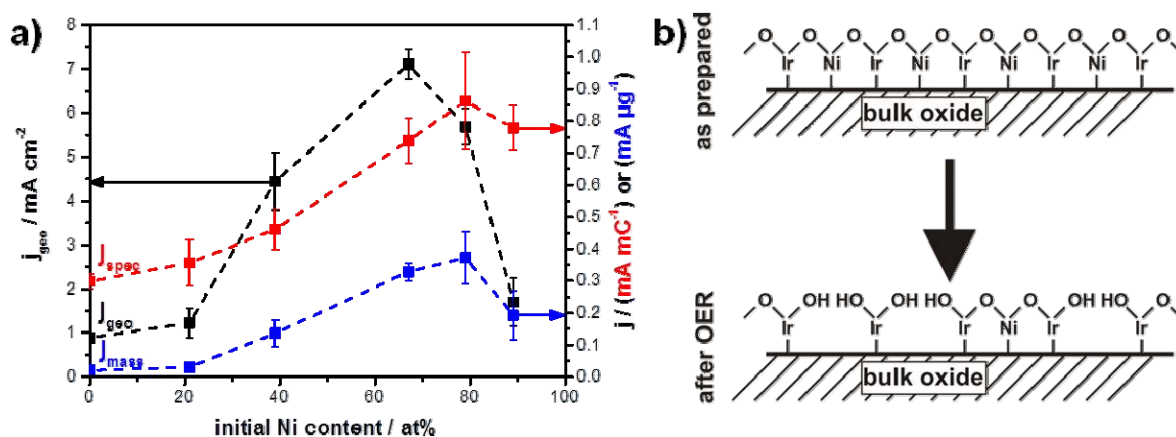 a)
8
7
6
5
4
3
2
1
0
j geo / mA cm-2
J spec
J geo
J mass
0 20 40 60 80 100
initial Ni content / at%
1.1
1.0
0.9
0.8
0.7
0.6
0.5
0.4
0.3
0.2
0.1
0.0
j / (mA mC-1) or (mA µg-1)
b)
as prepared
O O O O O O O O O
Ir Ni Ir Ni Ir Ni Ir Ni Ir
bulk oxide
after OER
O OH HO OH HO O O OH HO O
Ir Ir Ir Ni Ir Ir
bulk oxide